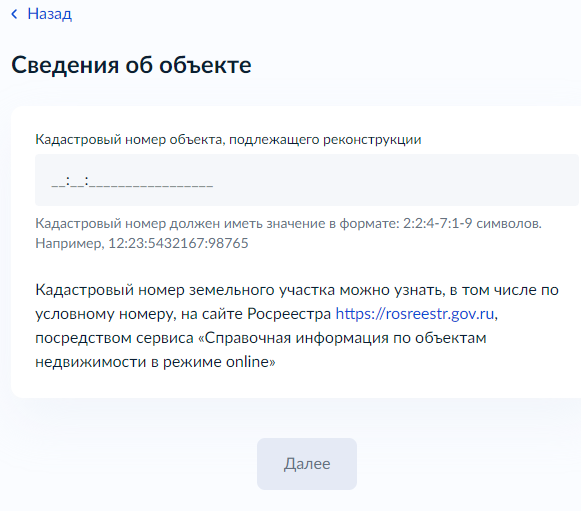 Назад
Сведения об объекте
Кадастровый номер объекта, подлежащего реконструкции
__:__:_________________
Кадастровый номер должен иметь значение в формате: 2:2:4-7:1-9 символов.
Например, 12:23:5432167:98765
Кадастровый номер земельного участка можно узнать, в том числе по
условному номеру, на сайте Росреестра https://rosreestr.gov.ru,
посредством сервиса «Справочная информация по объектам
недвижимости в режиме online»
Далее